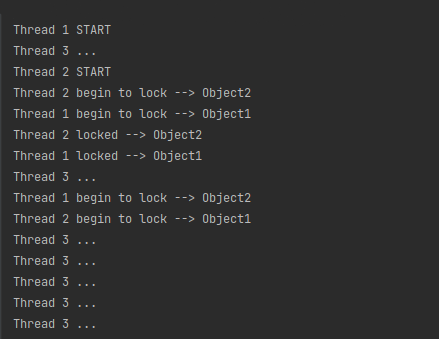 Thread 1 START
Thread 3 ...
Thread 2 START
Thread 2 begin to lock --> Object2
Thread 1 begin to lock --> Object1
Thread 2 locked --> Object2
Thread 1 locked --> Object1
Thread 3 ...
Thread 1 begin to lock --> Object2
Thread 2 begin to lock --> Object1
Thread 3 ...
Thread 3 ...
Thread 3 ...
Thread 3 ...
Thread 3 ...